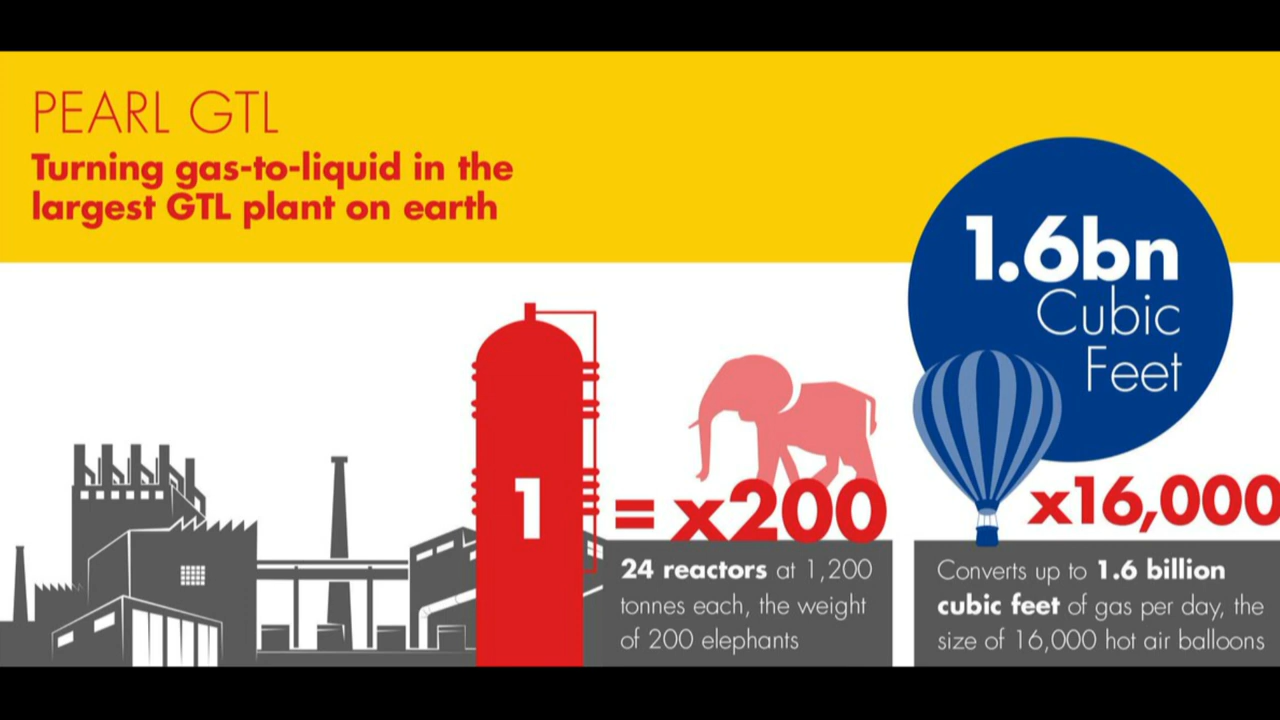 PEARL GTL
Turning gas-to-liquid in the
largest GTL plant on earth
1
= x200
24 reactors at 1,200
tonnes each, the weight
of 200 elephants
1.6bn
Cubic
Feet
x16,000
Converts up to 1.6 billion
cubic feet of gas per day, the
size of 16,000 hot air balloons